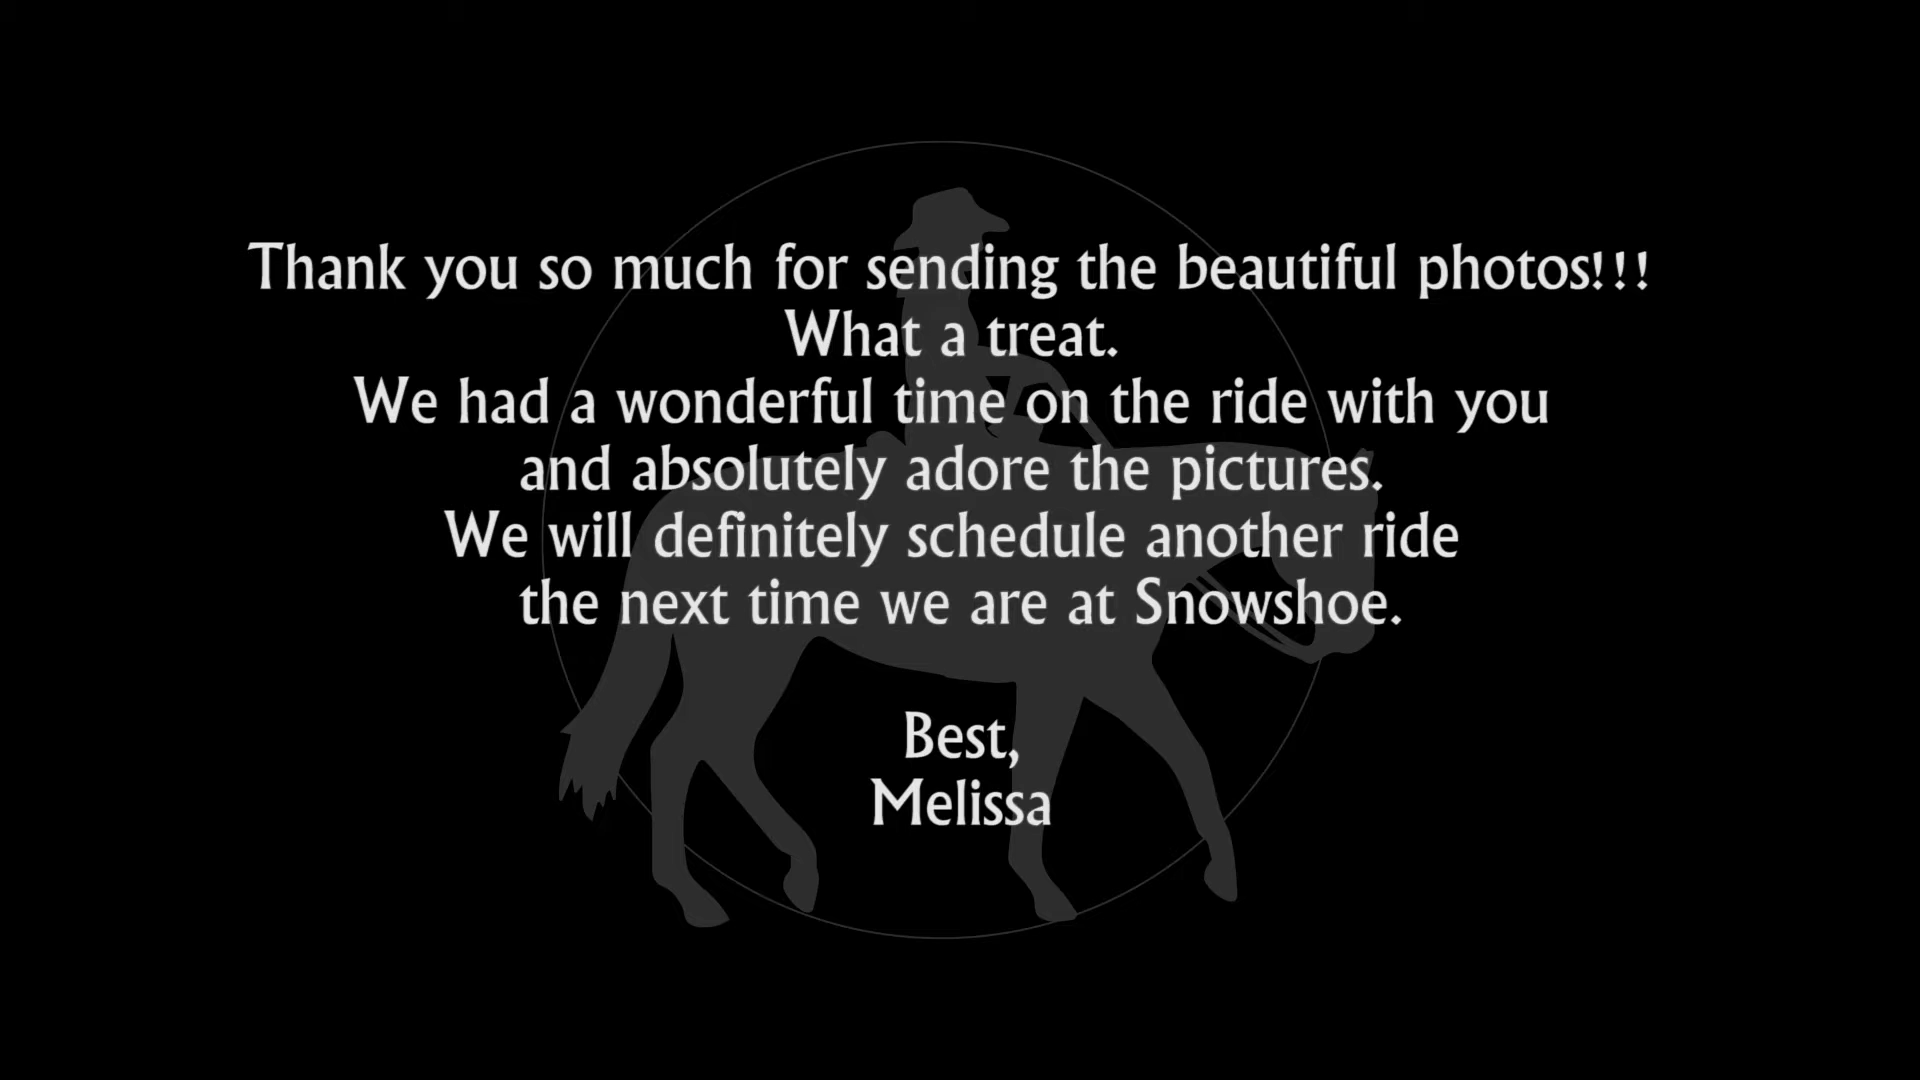 Thank you so much for sending the beautiful photos!!!
What a treat.
We had a wonderful time on the ride with you
and absolutely adore the pictures.
We will definitely schedule another ride
the next time we are at Snowshoe.
Best,
Melissa